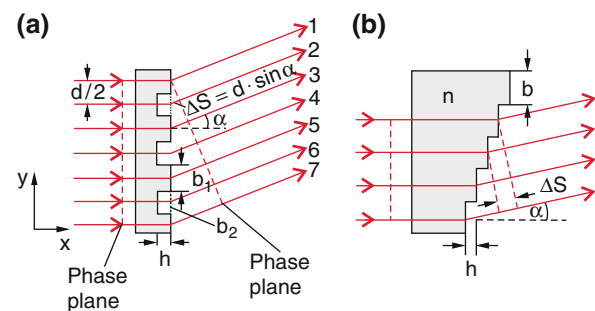 (a)
1
2
3
4
5
6
7
d/2
ΔS = d · sinα
α
b₁
b₂
y
x
h
Phase
plane
Phase
plane
(b)
n
b
ΔS
α
h